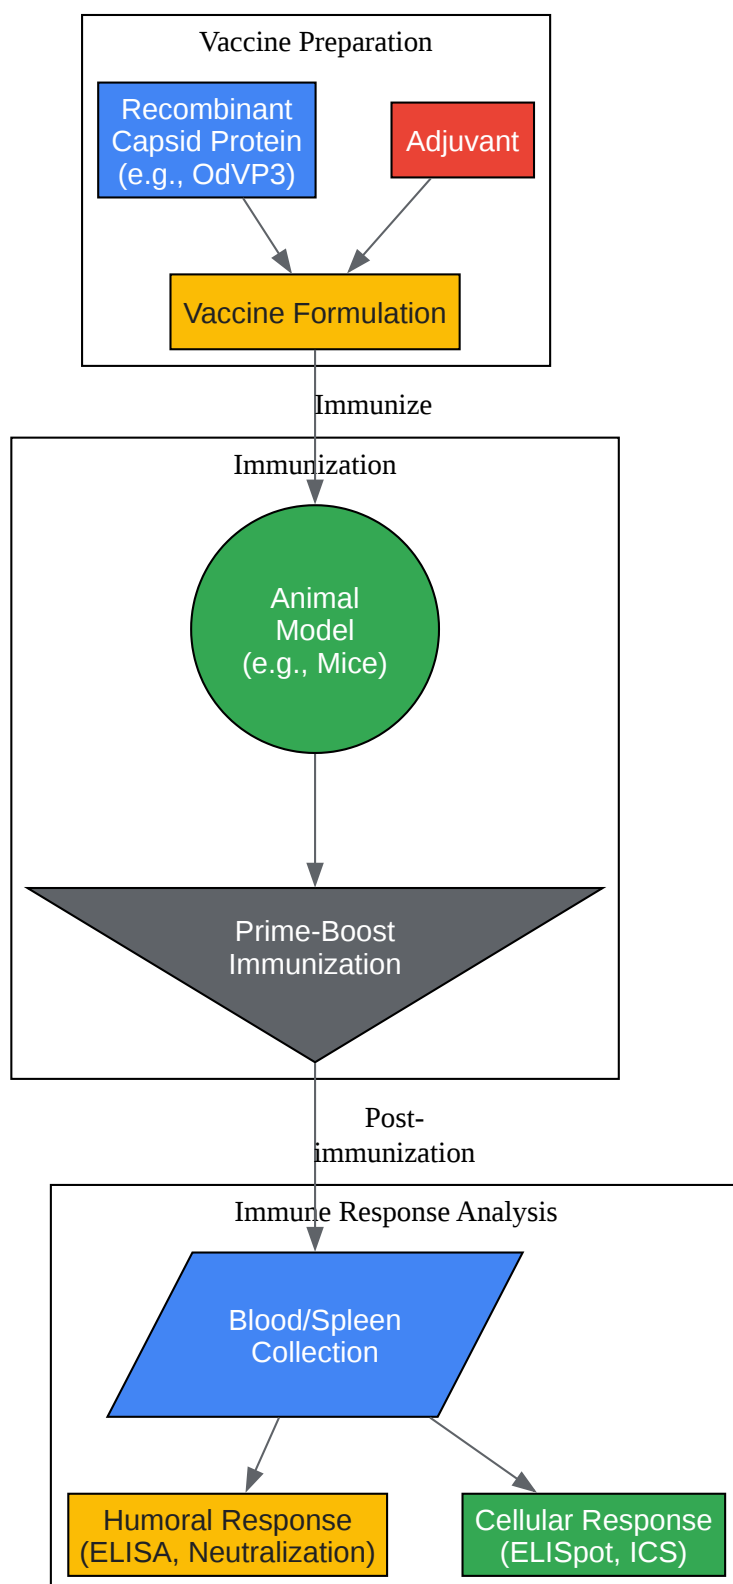 Vaccine Preparation
Recombinant
Capsid Protein
(e.g., OdVP3)
Adjuvant
Vaccine Formulation
Immunize
Immunization
Animal
Model
(e.g., Mice)
Prime-Boost
Immunization
Post-
immunization
Immune Response Analysis
Blood/Spleen
Collection
Humoral Response
(ELISA, Neutralization)
Cellular Response
(ELISpot, ICS)